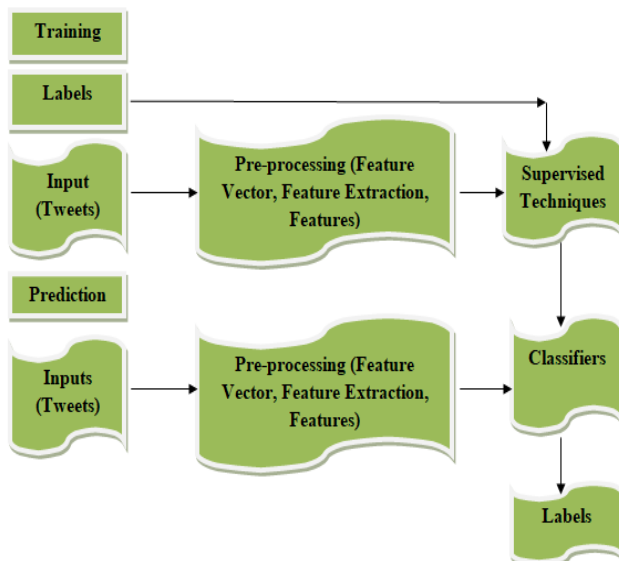 Training
Labels
Input
(Tweets)
Pre-processing (Feature
Vector, Feature Extraction,
Features)
Supervised
Techniques
Prediction
Inputs
(Tweets)
Pre-processing (Feature
Vector, Feature Extraction,
Features)
Classifiers
Labels